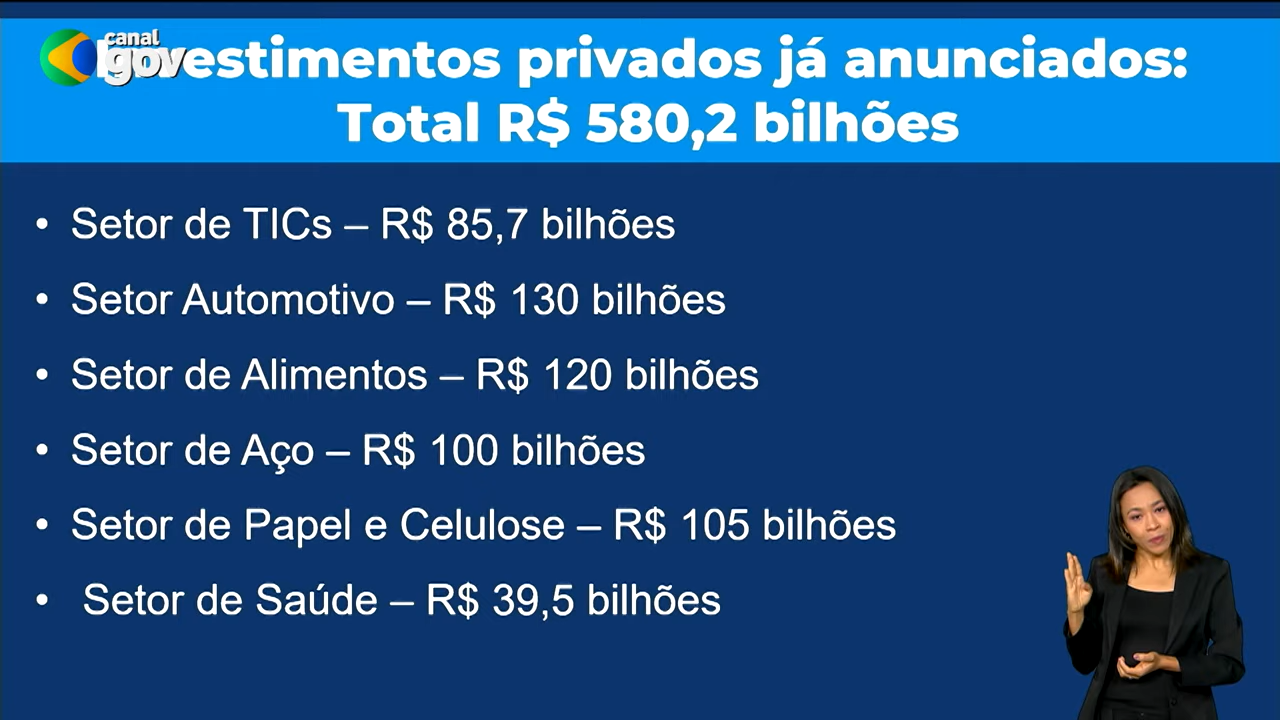 canal
gov
Investimentos privados já anunciados:
Total R$ 580,2 bilhões
• Setor de TICs – R$ 85,7 bilhões
• Setor Automotivo – R$ 130 bilhões
• Setor de Alimentos – R$ 120 bilhões
• Setor de Aço – R$ 100 bilhões
• Setor de Papel e Celulose – R$ 105 bilhões
• Setor de Saúde – R$ 39,5 bilhões